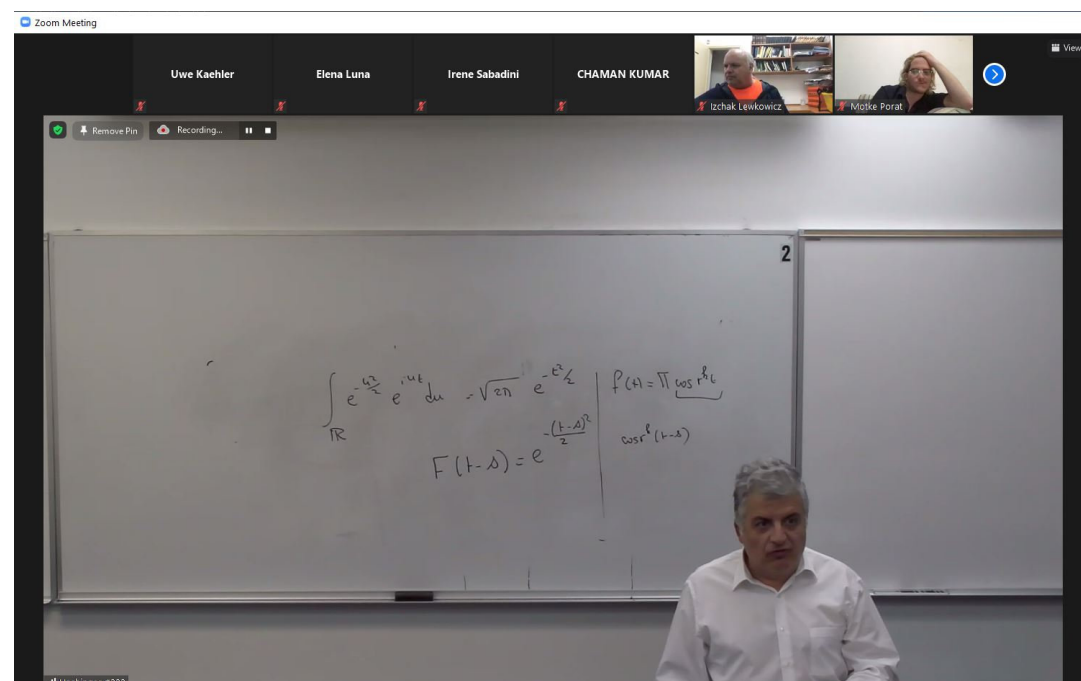 Zoom Meeting
Uwe Kaehler
Elena Luna
Irene Sabadini
CHAMAN KUMAR
Izchak Lewkowicz
Motke Porat
View
Remove Pin
Recording...
2
∫_ℝ e^{-u²/2} e^{iut} du = √2π e^{-t²/2}
f(t) = Π cos r^k t
F(t-s) = e^{-(t-s)²/2}
cos r^k (t-s)